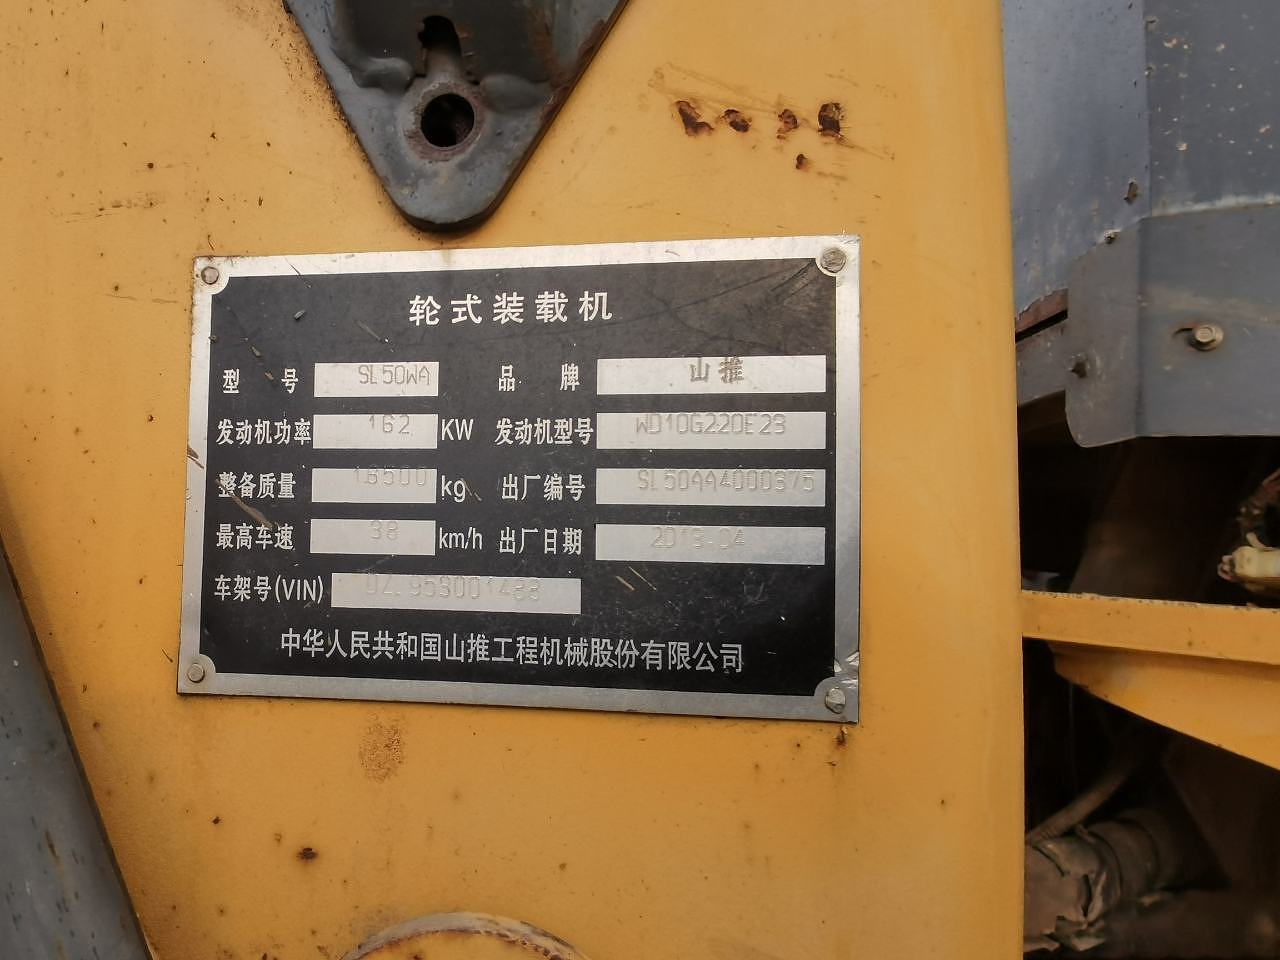 轮式装载机
型 号 SL50WA 品 牌 山推
发动机功率 162 KW 发动机型号 WD10G220E23
整备质量 16500 kg 出厂编号
最高车速 38 km/h 出厂日期
车架号(VIN)
中华人民共和国山推工程机械股份有限公司